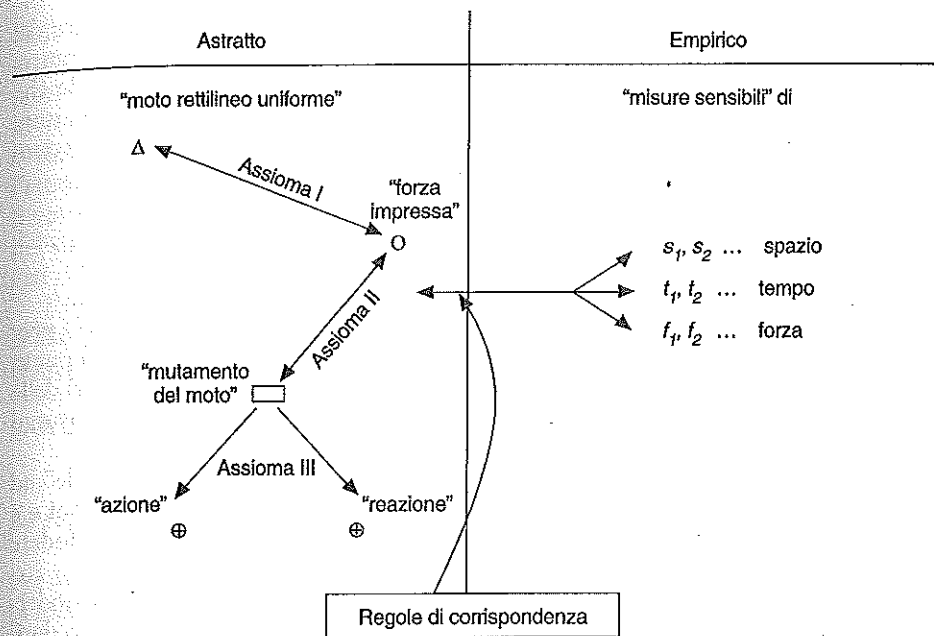 Astratto
Empirico
"moto rettilineo uniforme"
"misure sensibili" di
Δ
Assioma I
"forza
impressa"
O
s1, s2 ... spazio
t1, t2 ... tempo
f1, f2 ... forza
Assioma II
"mutamento
del moto"
Assioma III
"azione"
"reazione"
⊕
⊕
Regole di corrispondenza